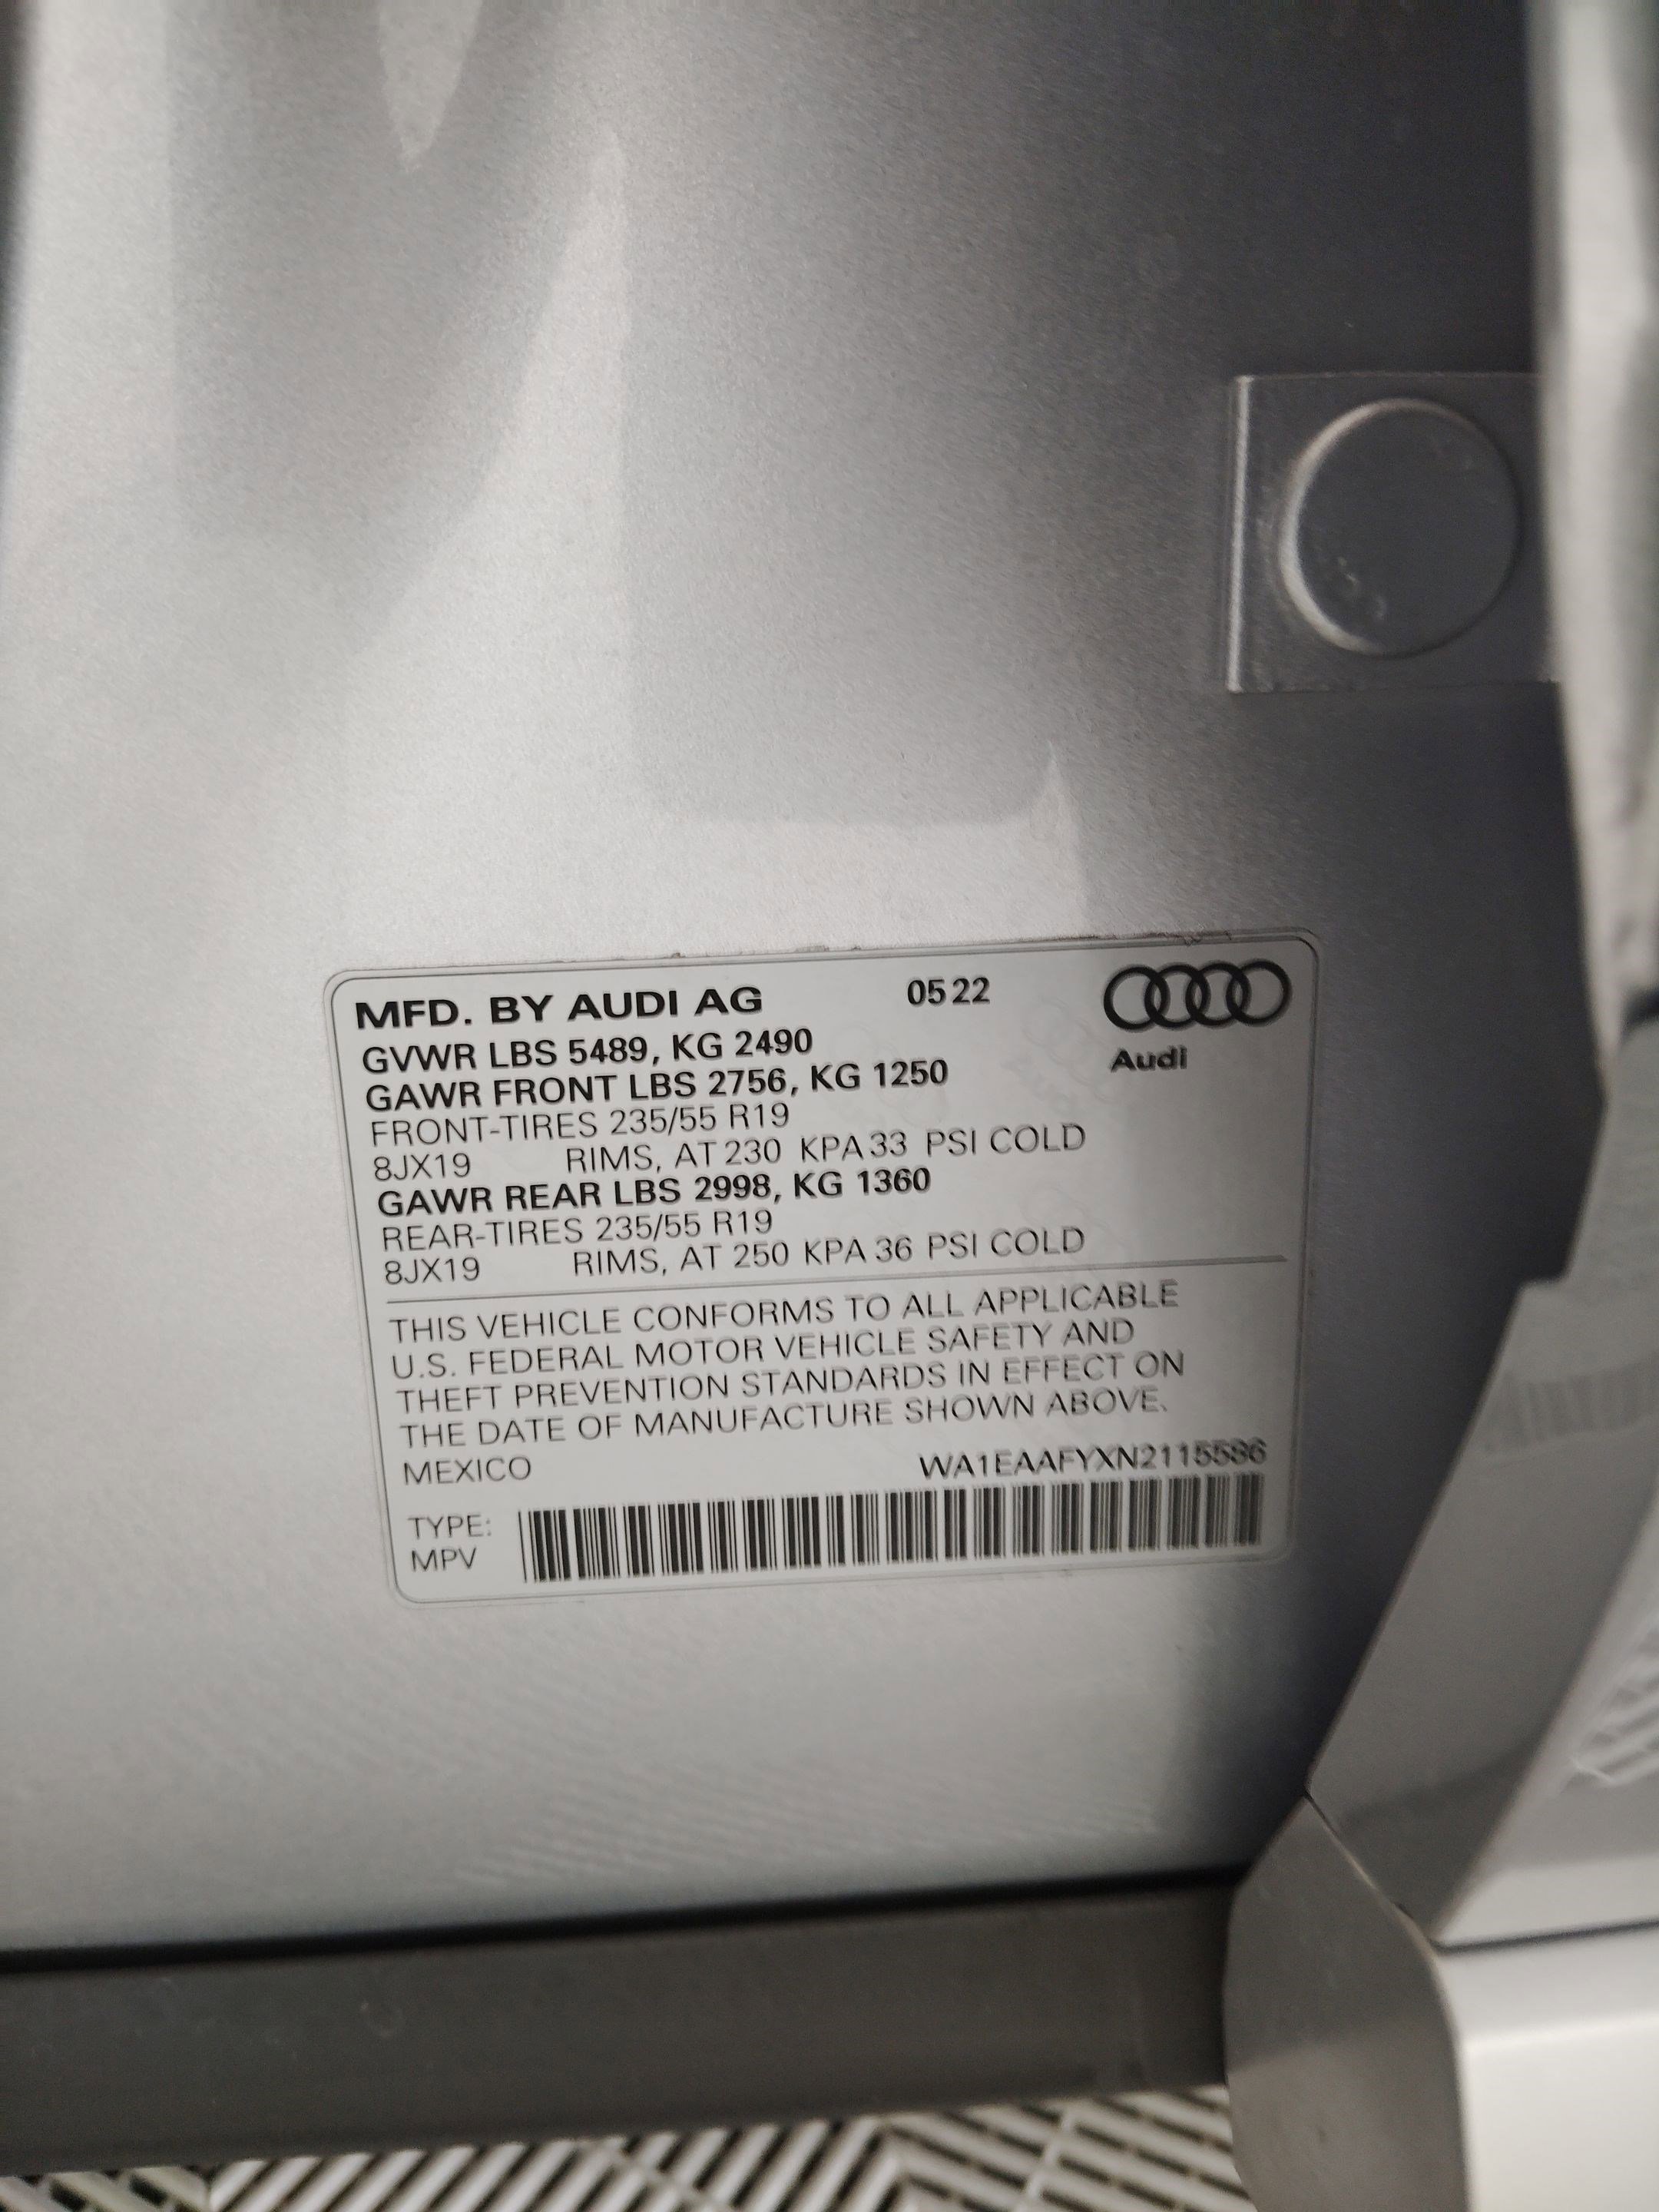 MFD. BY AUDI AG 05 22
GVWR LBS 5489, KG 2490
Audi
GAWR FRONT LBS 2756, KG 1250
FRONT-TIRES 235/55 R19
8JX19 RIMS, AT 230 KPA 33 PSI COLD
GAWR REAR LBS 2998, KG 1360
REAR-TIRES 235/55 R19
8JX19 RIMS, AT 250 KPA 36 PSI COLD
THIS VEHICLE CONFORMS TO ALL APPLICABLE
U.S. FEDERAL MOTOR VEHICLE SAFETY AND
THEFT PREVENTION STANDARDS IN EFFECT ON
THE DATE OF MANUFACTURE SHOWN ABOVE.
MEXICO WA1EAAFYXN2115586
TYPE:
MPV